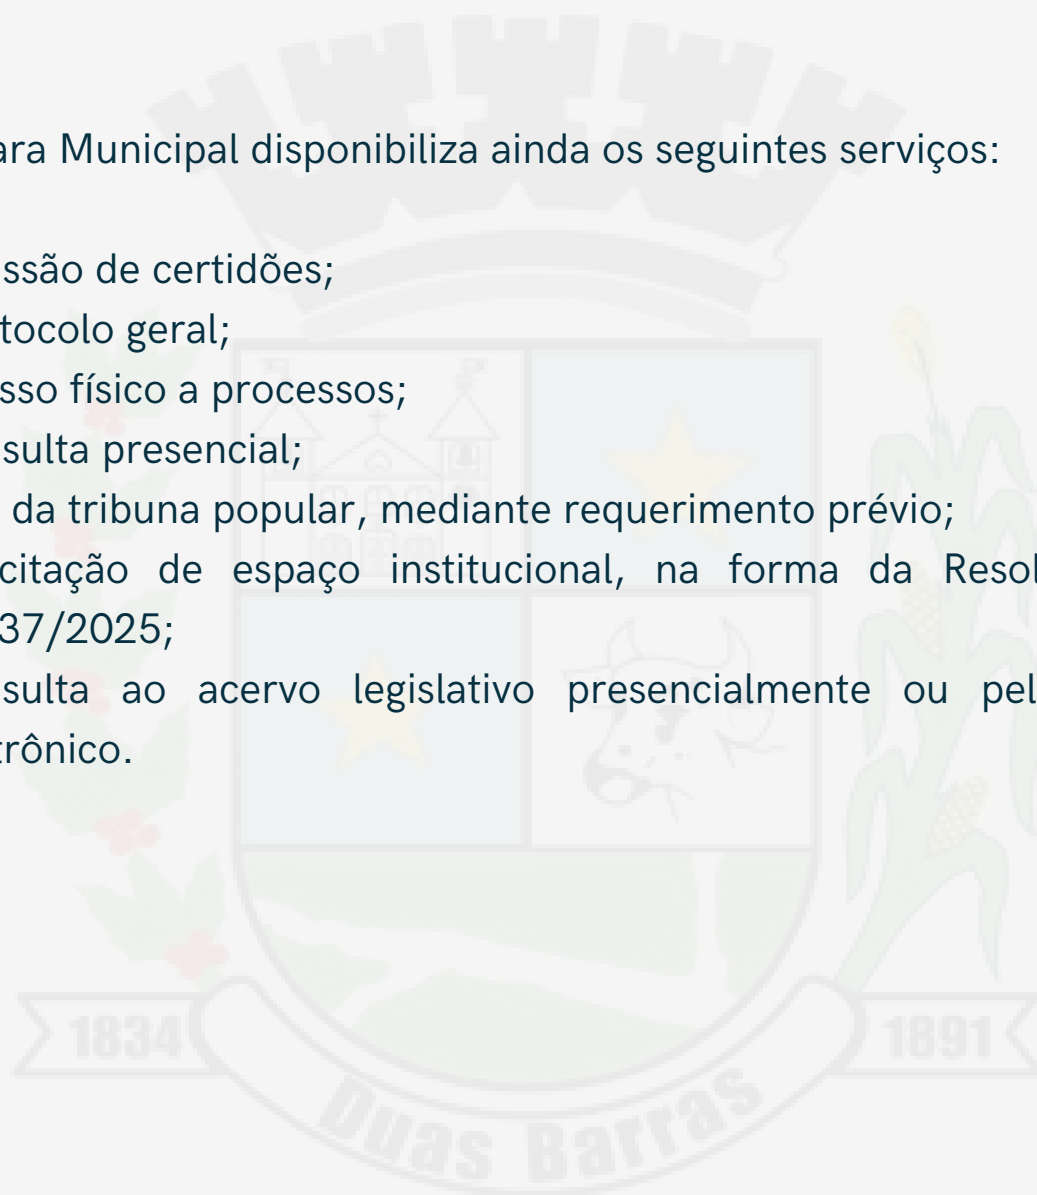 ara Municipal disponibiliza ainda os seguintes serviços:
ssão de certidões;
tocolo geral;
sso físico a processos;
sulta presencial;
da tribuna popular, mediante requerimento prévio;
citação de espaço institucional, na forma da Resol
37/2025;
sulta ao acervo legislativo presencialmente ou pel
trônico.
1834
1891
Duas Barras